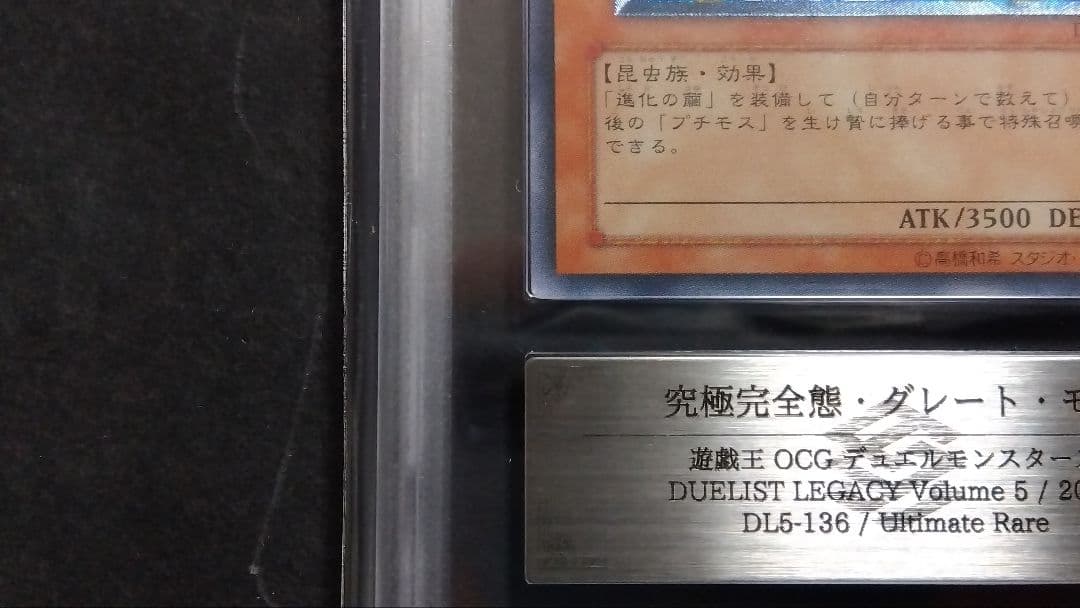 【昆虫族・効果】
「進化の繭」を装備して（自分ターンで数えて）
後の「プチモス」を生け贄に捧げる事で特殊召喚
できる。
ATK/3500 DE
©高橋和希 スタジオ・
究極完全態・グレート・モ
遊戯王 OCG デュエルモンスターズ
DUELIST LEGACY Volume 5 / 20
DL5-136 / Ultimate Rare